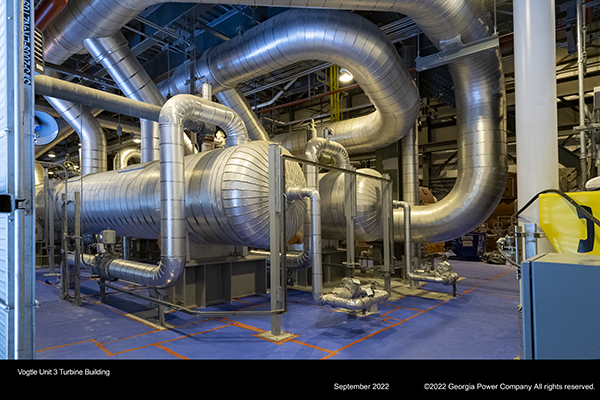 Vogtle Unit 3 Turbine Building
September 2022 ©2022 Georgia Power Company All rights reserved.